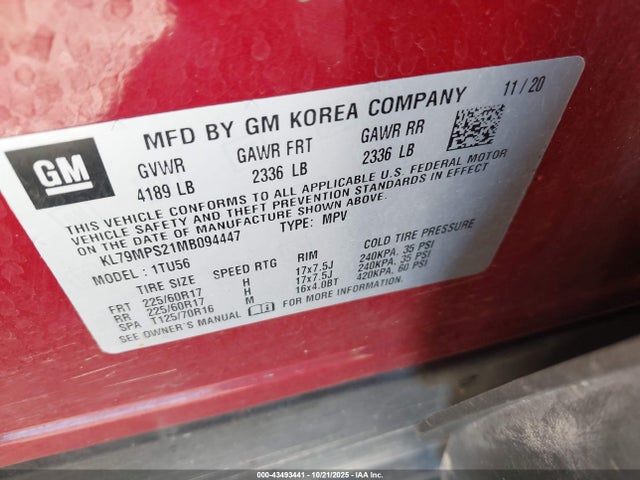 11/20
MFD BY GM KOREA COMPANY
GM
GVWR GAWR FRT GAWR RR
4189 LB 2336 LB 2336 LB
THIS VEHICLE CONFORMS TO ALL APPLICABLE U.S. FEDERAL MOTOR
VEHICLE SAFETY AND THEFT PREVENTION STANDARDS IN EFFECT
ON THE DATE OF MANUFACTURE SHOWN ABOVE.
KL79MPS21MB094447 TYPE: MPV
MODEL: 1TU56
TIRE SIZE SPEED RTG RIM COLD TIRE PRESSURE
FRT 225/60R17 H 17x7.5J 240KPA, 35 PSI
RR 225/60R17 H 17x7.5J 240KPA, 35 PSI
SPA T125/70R16 M 16x4.0BT 420KPA, 60 PSI
SEE OWNER'S MANUAL
STOCK: 43493441 - 10/21/2025 - IAA Inc.